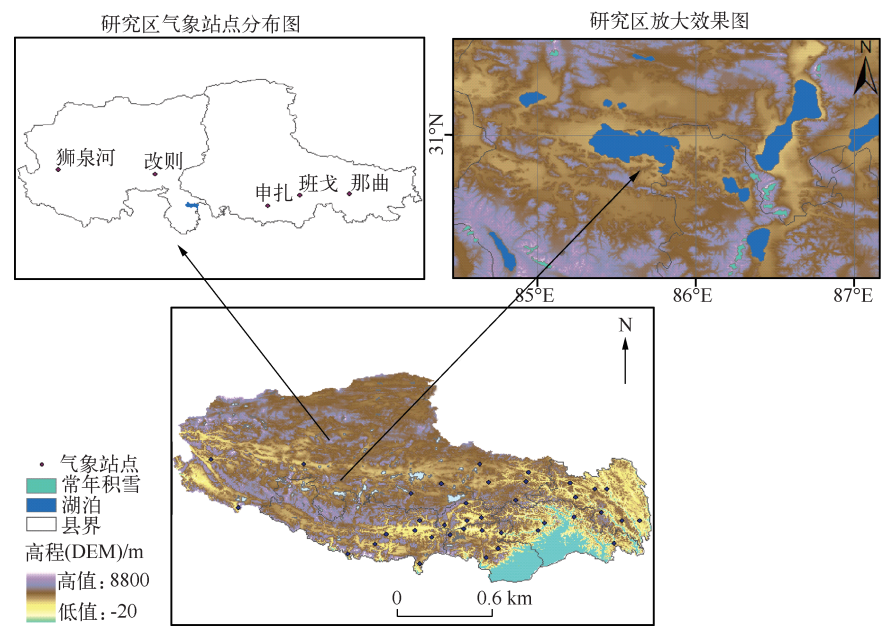 研究区气象站点分布图
研究区放大效果图
狮泉河
改则
申扎
班戈
那曲
N
31°N
85°E
86°E
87°E
N
气象站点
常年积雪
湖泊
县界
高程(DEM)/m
高值：8800
低值：-20
0
0.6 km